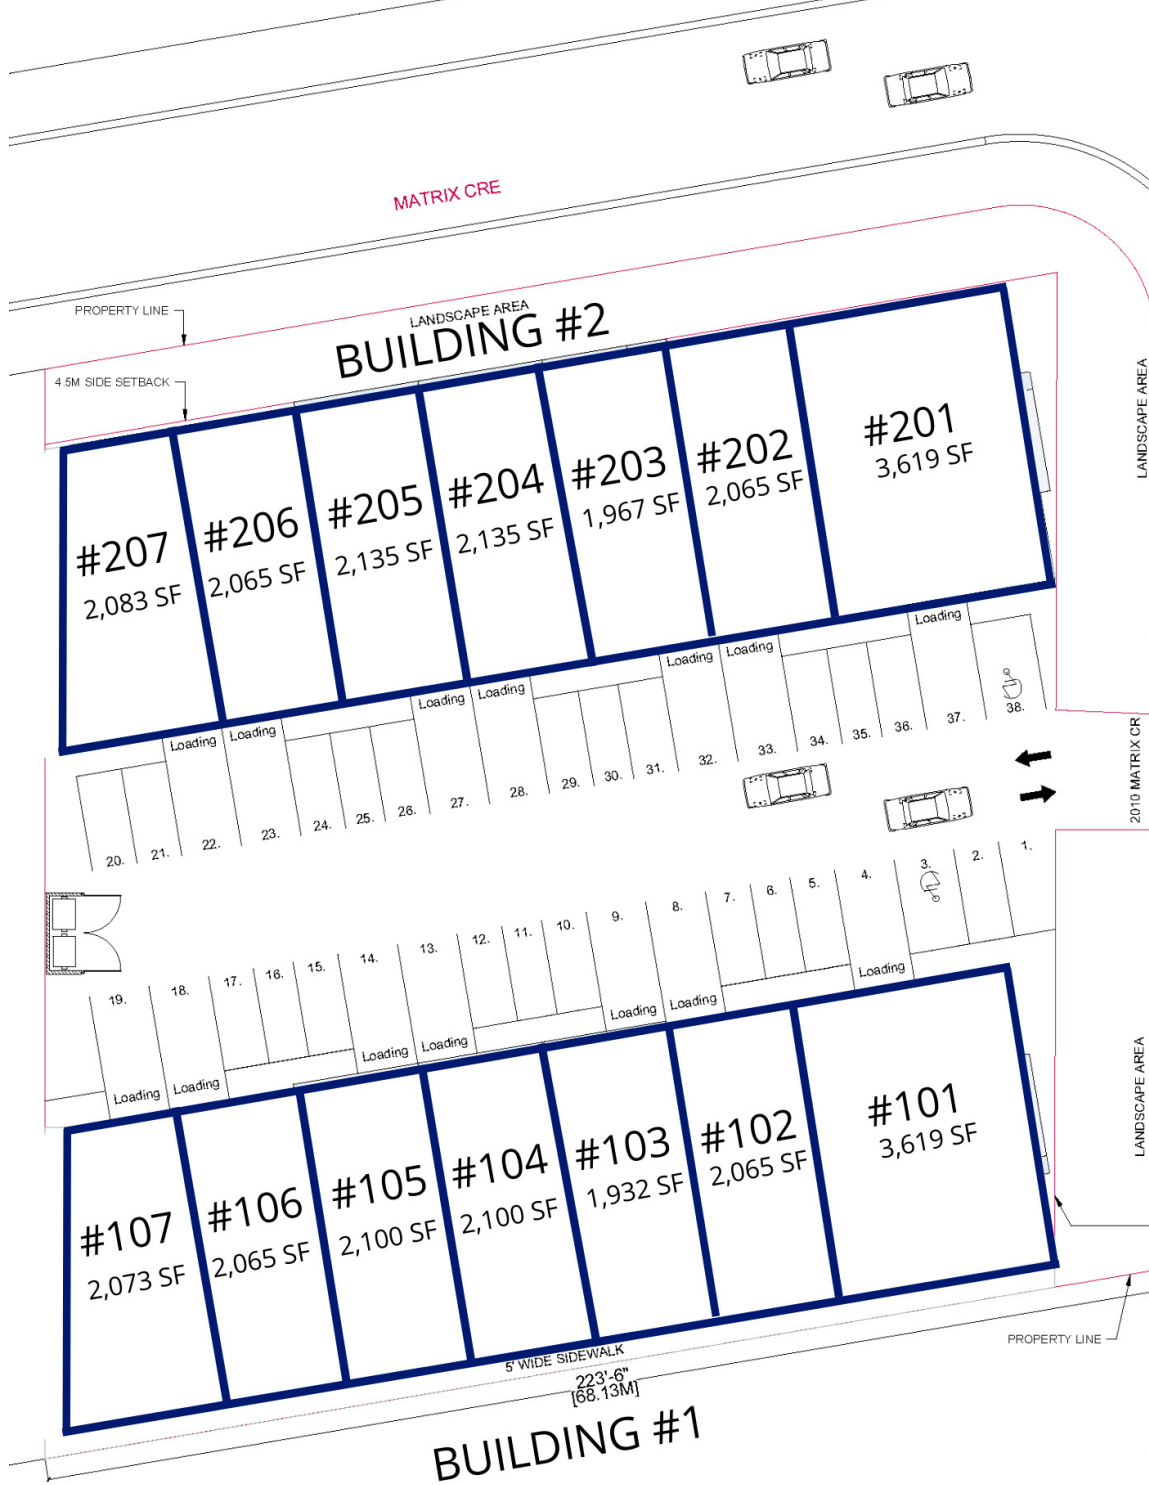 MATRIX CRE
PROPERTY LINE
LANDSCAPE AREA
BUILDING #2
4.5M SIDE SETBACK
LANDSCAPE AREA
#207
2,083 SF
#206
2,065 SF
#205
2,135 SF
#204
2,135 SF
#203
1,967 SF
#202
2,065 SF
#201
3,619 SF
Loading
Loading
Loading
Loading
Loading
Loading
Loading
20.
21.
22.
23.
24.
25.
26.
27.
28.
29.
30.
31.
32.
33.
34.
35.
36.
37.
38.
2010 MATRIX CR
19.
18.
17.
16.
15.
14.
13.
12.
11.
10.
9.
8.
7.
6.
5.
4.
3.
2.
1.
Loading
Loading
Loading
Loading
Loading
Loading
Loading
#107
2,073 SF
#106
2,065 SF
#105
2,100 SF
#104
2,100 SF
#103
1,932 SF
#102
2,065 SF
#101
3,619 SF
LANDSCAPE AREA
PROPERTY LINE
5' WIDE SIDEWALK
223'-6"
[68.13M]
BUILDING #1